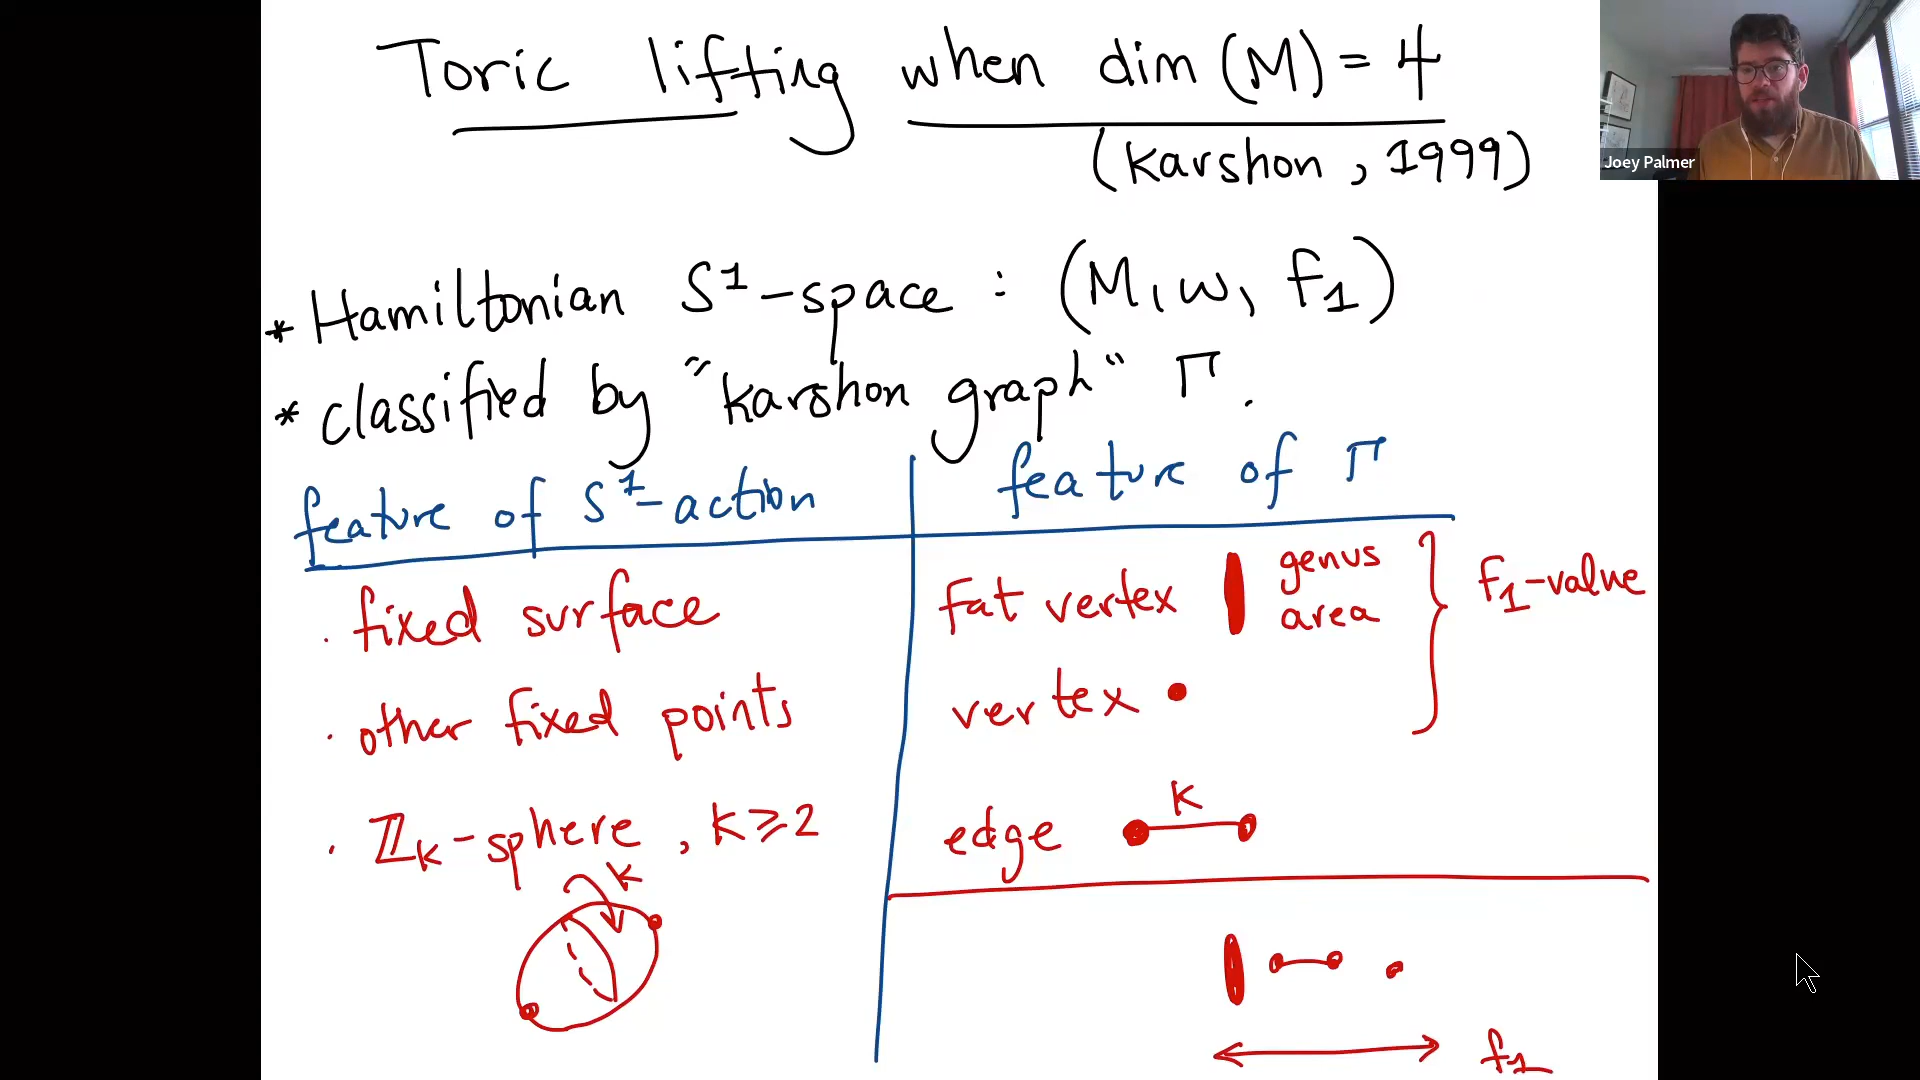 Toric lifting when dim (M) = 4
(Karshon, 1999)
Joey Palmer
* Hamiltonian S¹-space : (M, ω, f₁)
* classified by "Karshon graph" Γ.
feature of S¹-action
feature of Γ
· fixed surface
fat vertex
genus
area
f₁-value
· other fixed points
vertex
· ℤₖ-sphere, k ≥ 2
edge
k
k
f₁